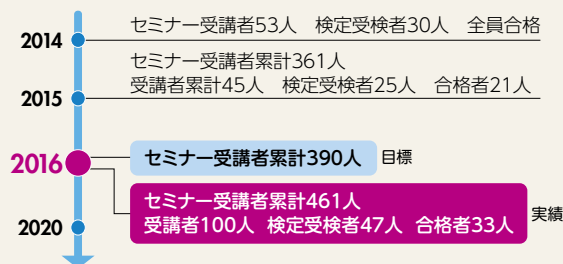 2014
セミナー受講者53人　検定受検者30人　全員合格
2015
セミナー受講者累計361人
受講者累計45人　検定受検者25人　合格者21人
2016
セミナー受講者累計390人
目標
セミナー受講者累計461人
受講者100人　検定受検者47人　合格者33人
実績
2020